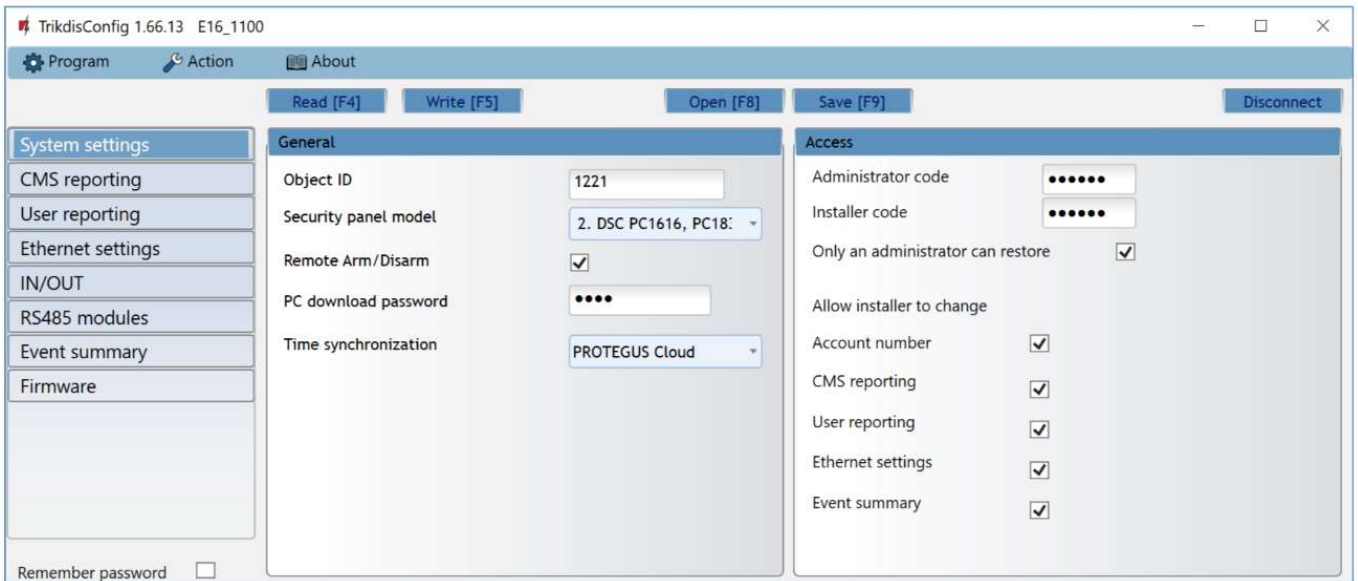 TrikdisConfig 1.66.13 E16_1100
Program Action About
Read [F4] Write [F5] Open [F8] Save [F9] Disconnect
System settings
CMS reporting
User reporting
Ethernet settings
IN/OUT
RS485 modules
Event summary
Firmware
Remember password
General
Object ID 1221
Security panel model 2. DSC PC1616, PC183
Remote Arm/Disarm
PC download password ••••
Time synchronization PROTEGUS Cloud
Access
Administrator code ••••••
Installer code ••••••
Only an administrator can restore
Allow installer to change
Account number
CMS reporting
User reporting
Ethernet settings
Event summary